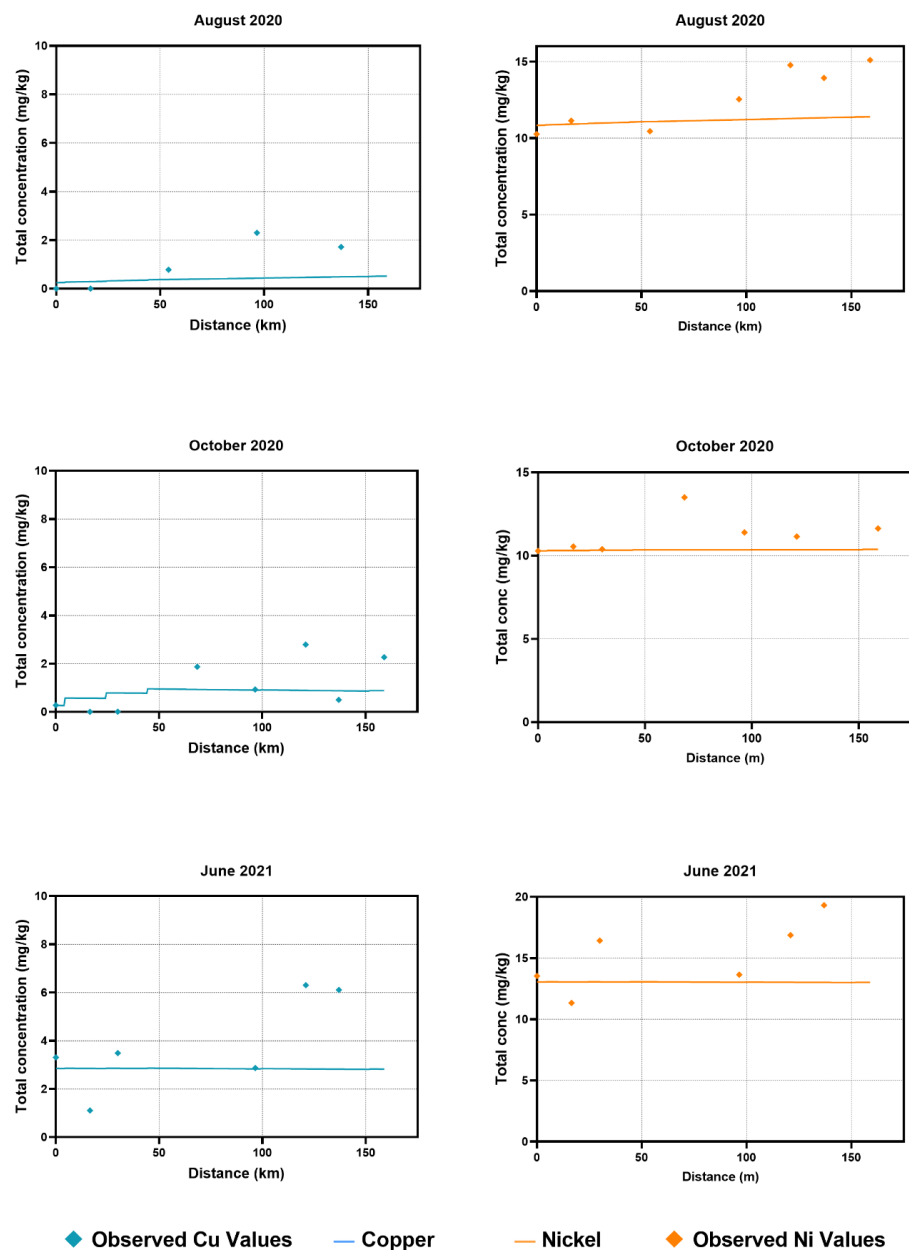 August 2020
Total concentration (mg/kg)
10
8
6
4
2
0
0 50 100 150
Distance (km)
August 2020
Total concentration (mg/kg)
15
10
5
0
0 50 100 150
Distance (km)
October 2020
Total concentration (mg/kg)
10
8
6
4
2
0
0 50 100 150
Distance (km)
October 2020
Total conc (mg/kg)
15
10
5
0
0 50 100 150
Distance (m)
June 2021
Total concentration (mg/kg)
10
8
6
4
2
0
0 50 100 150
Distance (km)
June 2021
Total conc (mg/kg)
20
15
10
5
0
0 50 100 150
Distance (m)
Observed Cu Values Copper Nickel Observed Ni Values